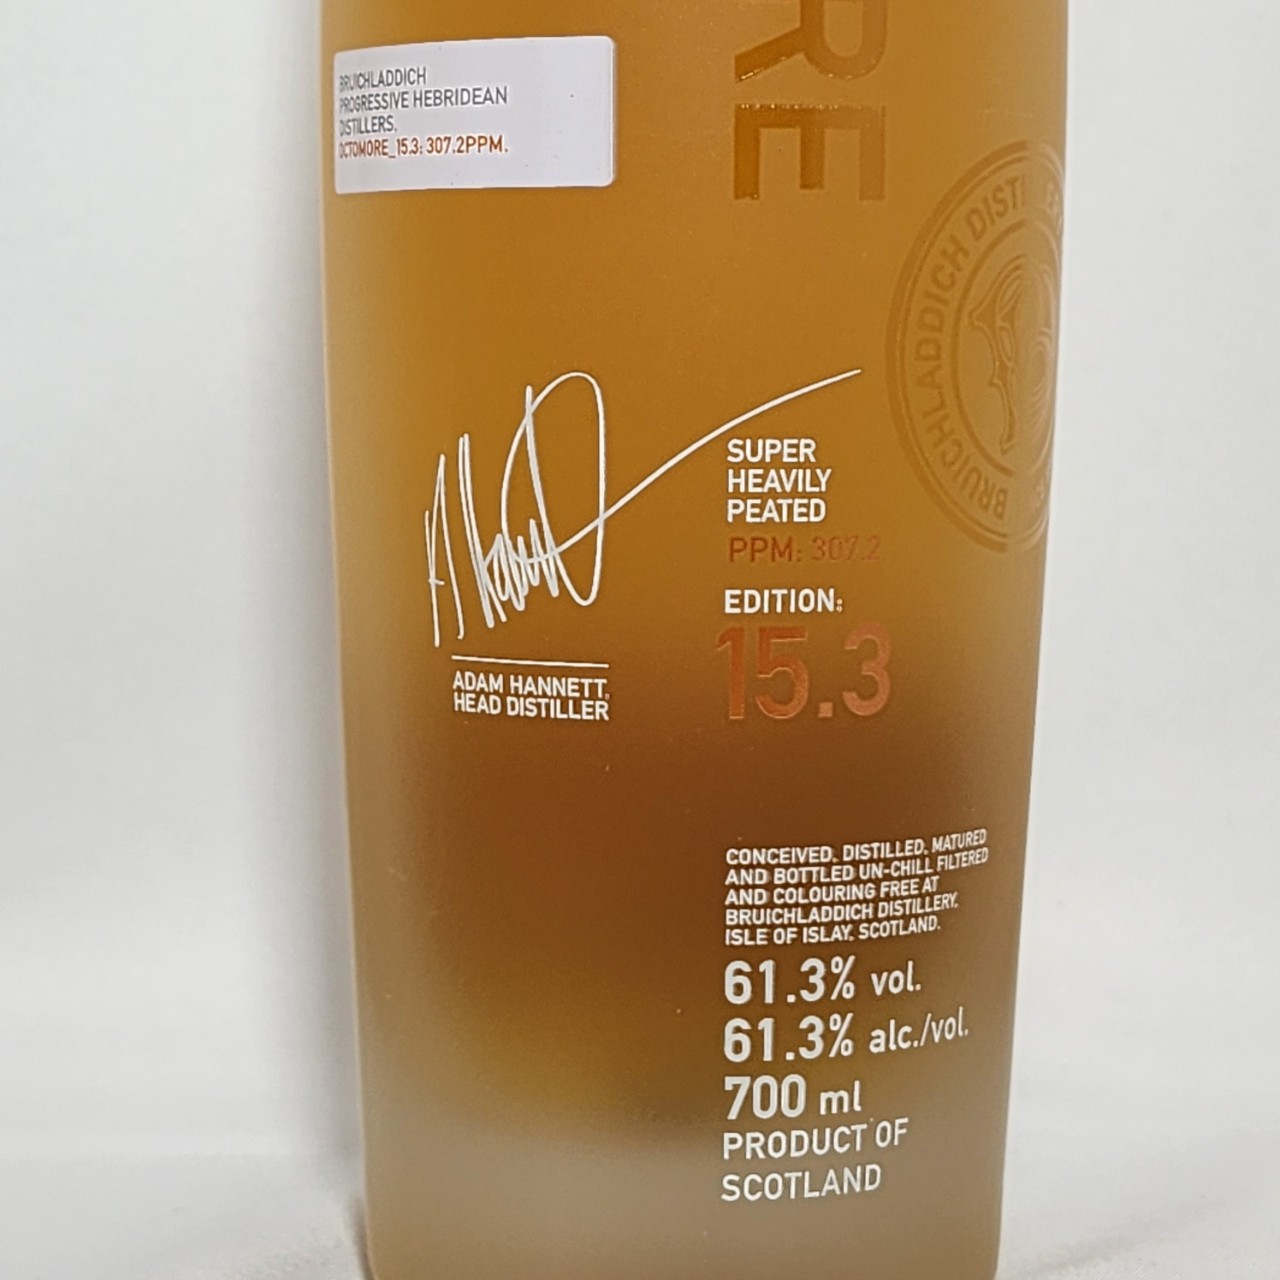 BRUICHLADDICH
PROGRESSIVE HEBRIDEAN
DISTILLERS.
OCTOMORE_15.3: 307.2PPM.
RE
BRUICHLADDICH
SUPER
HEAVILY
PEATED
PPM: 307.2
EDITION:
15.3
ADAM HANNETT,
HEAD DISTILLER
CONCEIVED, DISTILLED, MATURED
AND BOTTLED UN-CHILL FILTERED
AND COLOURING FREE AT
BRUICHLADDICH DISTILLERY,
ISLE OF ISLAY, SCOTLAND.
61.3% vol.
61.3% alc./vol.
700 ml
PRODUCT OF
SCOTLAND